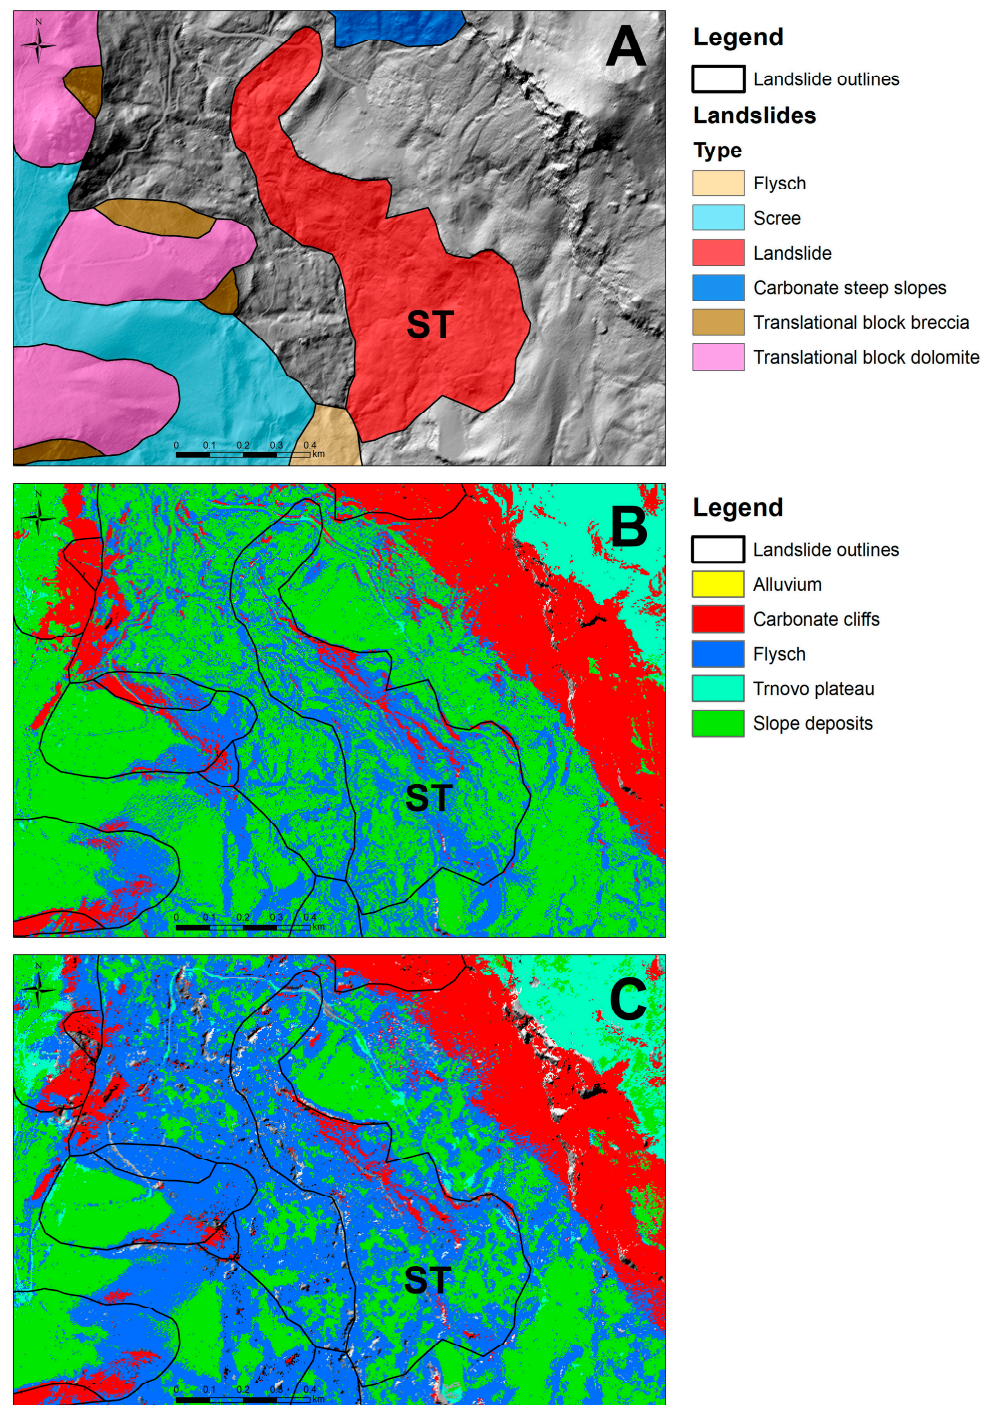 N
A
ST
0 0.1 0.2 0.3 0.4
km
Legend
Landslide outlines
Landslides
Type
Flysch
Scree
Landslide
Carbonate steep slopes
Translational block breccia
Translational block dolomite
N
B
ST
0 0.1 0.2 0.3 0.4
km
Legend
Landslide outlines
Alluvium
Carbonate cliffs
Flysch
Trnovo plateau
Slope deposits
N
C
ST
0 0.1 0.2 0.3 0.4
km